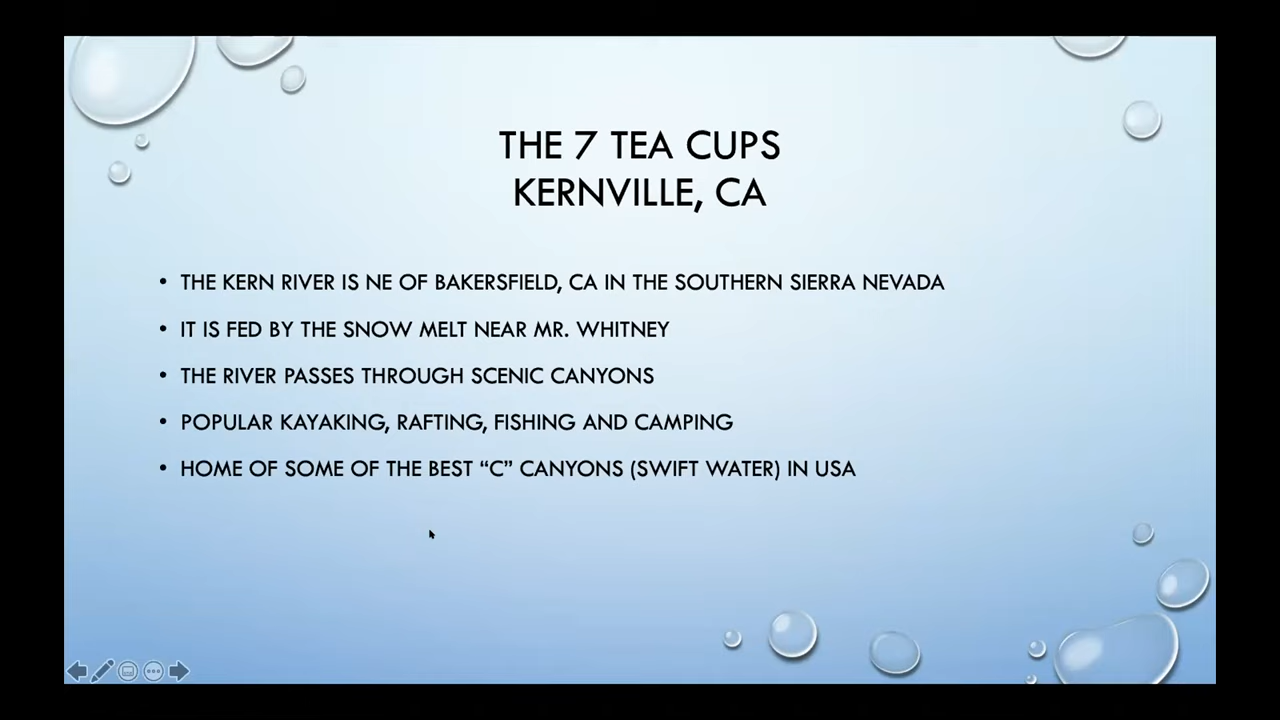 THE 7 TEA CUPS
KERNVILLE, CA
• THE KERN RIVER IS NE OF BAKERSFIELD, CA IN THE SOUTHERN SIERRA NEVADA
• IT IS FED BY THE SNOW MELT NEAR MR. WHITNEY
• THE RIVER PASSES THROUGH SCENIC CANYONS
• POPULAR KAYAKING, RAFTING, FISHING AND CAMPING
• HOME OF SOME OF THE BEST “C” CANYONS (SWIFT WATER) IN USA